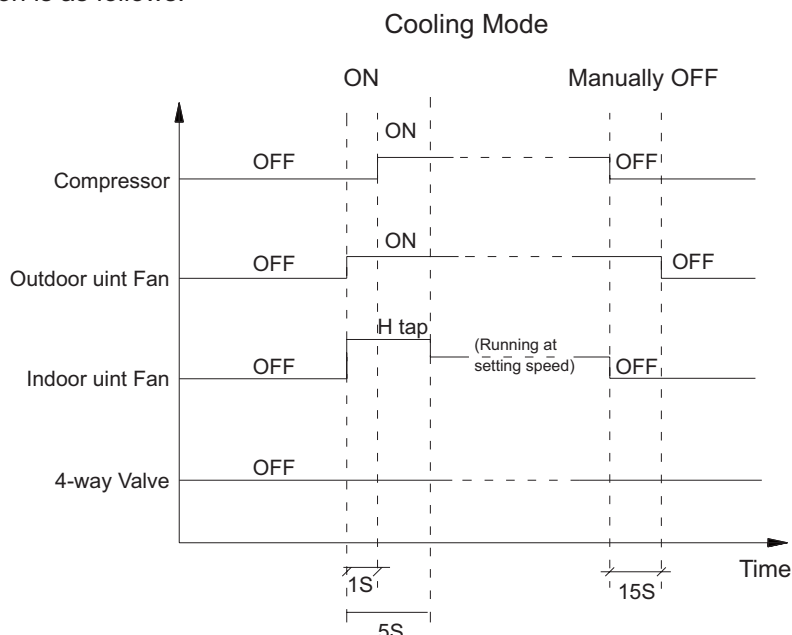 Cooling Mode
ON
Manually OFF
ON
OFF
OFF
Compressor
ON
OFF
OFF
Outdoor uint Fan
H tap
(Running at
setting speed)
OFF
OFF
Indoor uint Fan
OFF
4-way Valve
Time
1S
15S
5S